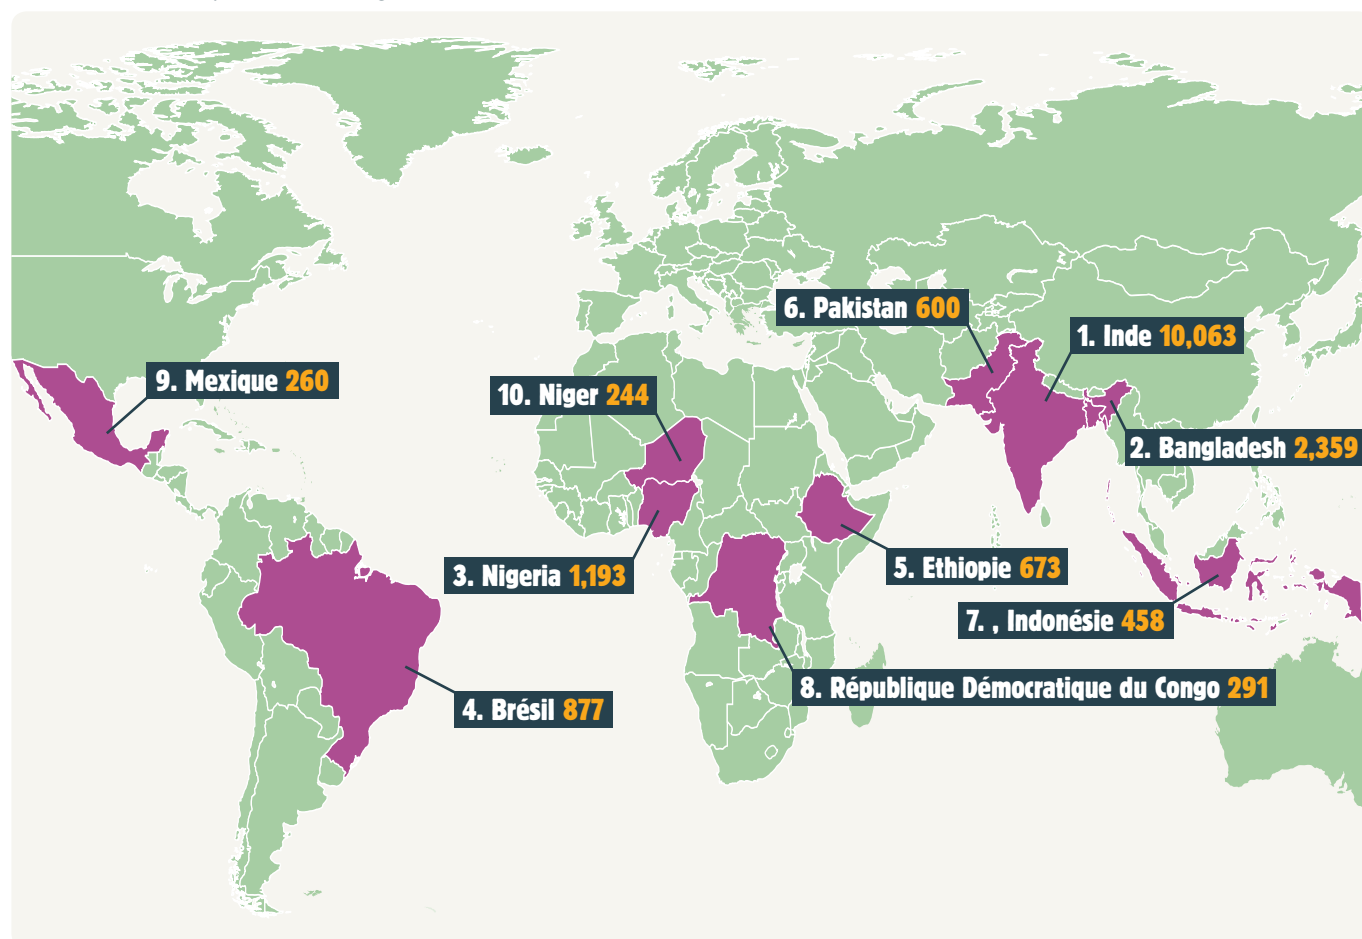 6. Pakistan 600
1. Inde 10,063
9. Mexique 260
10. Niger 244
2. Bangladesh 2,359
3. Nigeria 1,193
5. Ethiopie 673
7. , Indonésie 458
8. République Démocratique du Congo 291
4. Brésil 877